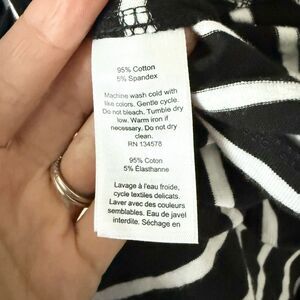 95% Cotton
5% Spandex
Machine wash cold with
like colors. Gentle cycle.
Do not bleach. Tumble dry
low. Warm iron if
necessary. Do not dry
clean.
RN 134578
95% Coton
5% Élasthanne
Lavage à l'eau froide,
cycle textiles délicats.
Laver avec des couleurs
semblables. Eau de javel
interdite. Séchage en